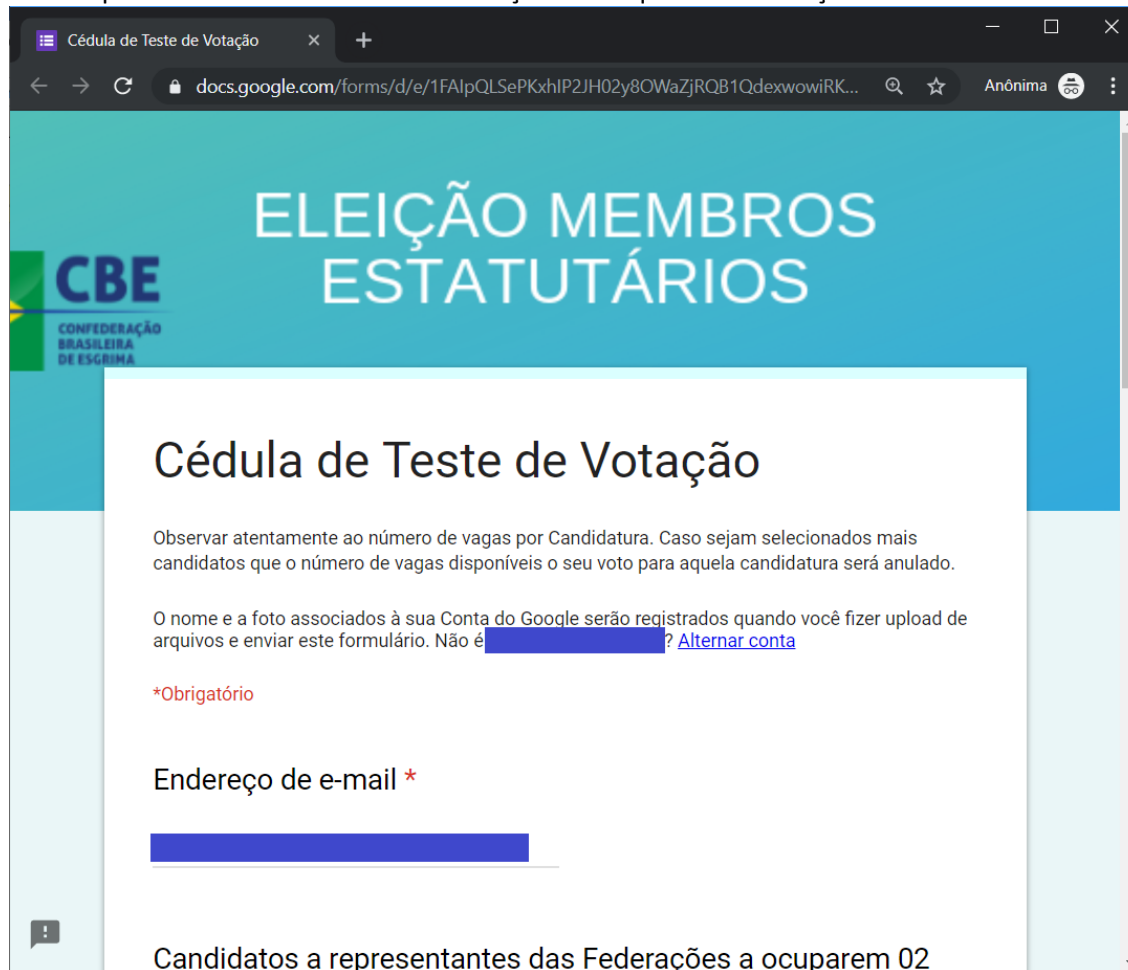 Cédula de Teste de Votação
docs.google.com/forms/d/e/1FAIpQLSePKxhIP2JH02y8OWaZjRQB1QdexwowiRK...
Anônima
ELEIÇÃO MEMBROS
ESTATUTÁRIOS
CBE
CONFEDERAÇÃO
BRASILEIRA
DE ESGRIMA
Cédula de Teste de Votação
Observar atentamente ao número de vagas por Candidatura. Caso sejam selecionados mais
candidatos que o número de vagas disponíveis o seu voto para aquela candidatura será anulado.
O nome e a foto associados à sua Conta do Google serão registrados quando você fizer upload de
arquivos e enviar este formulário. Não é ? Alternar conta
*Obrigatório
Endereço de e-mail *
Candidatos a representantes das Federações a ocuparem 02